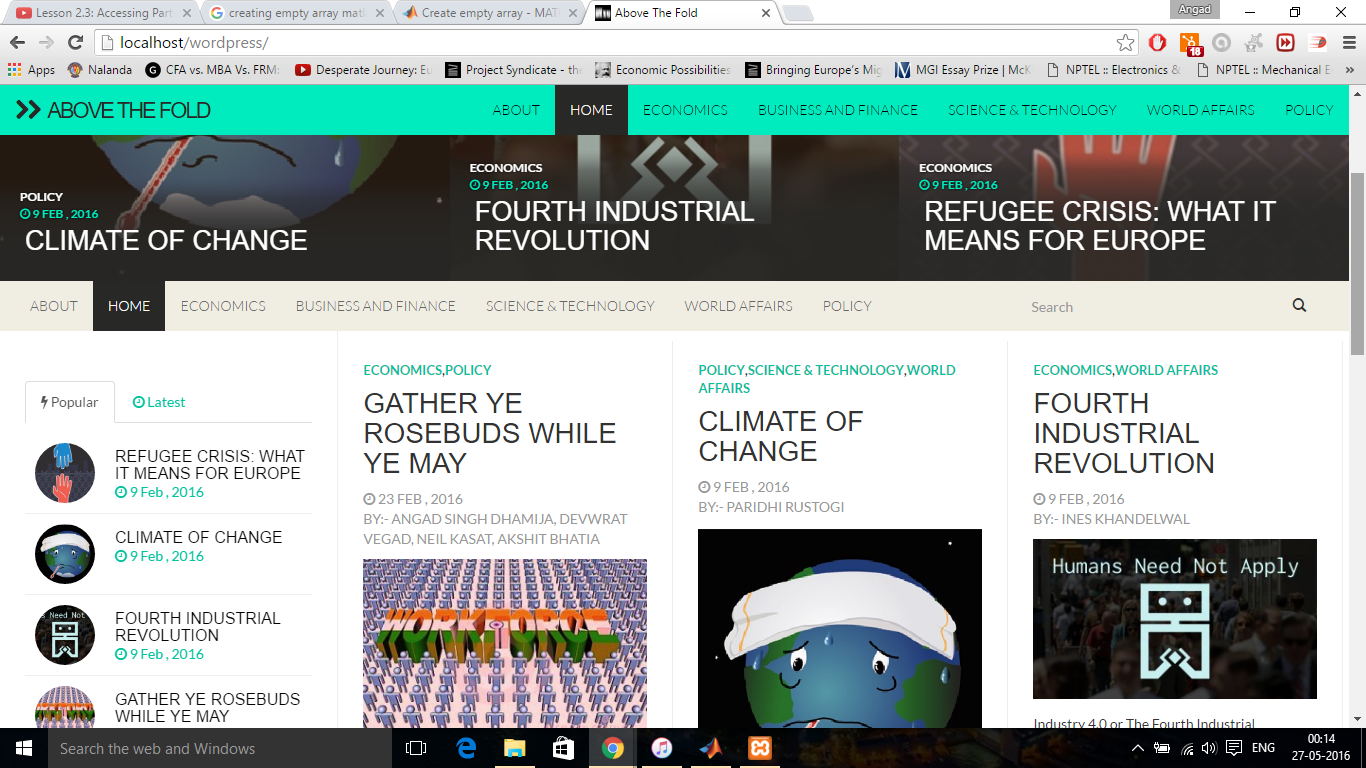 Lesson 2.3: Accessing Part
creating empty array mat
Create empty array - MAT
Above The Fold
Angad
localhost/wordpress/
18
Apps
Nalanda
CFA vs. MBA Vs. FRM:
Desperate Journey: Eu
Project Syndicate - the
Economic Possibilities
Bringing Europe's Mig
MGI Essay Prize | McK
NPTEL :: Electronics &
NPTEL :: Mechanical E
ABOVE THE FOLD
ABOUT
HOME
ECONOMICS
BUSINESS AND FINANCE
SCIENCE & TECHNOLOGY
WORLD AFFAIRS
POLICY
POLICY
9 FEB , 2016
CLIMATE OF CHANGE
ECONOMICS
9 FEB , 2016
FOURTH INDUSTRIAL
REVOLUTION
ECONOMICS
9 FEB , 2016
REFUGEE CRISIS: WHAT IT
MEANS FOR EUROPE
ABOUT
HOME
ECONOMICS
BUSINESS AND FINANCE
SCIENCE & TECHNOLOGY
WORLD AFFAIRS
POLICY
Search
Popular
Latest
REFUGEE CRISIS: WHAT
IT MEANS FOR EUROPE
9 Feb , 2016
CLIMATE OF CHANGE
9 Feb , 2016
s Need Not
FOURTH INDUSTRIAL
REVOLUTION
9 Feb , 2016
GATHER YE ROSEBUDS
WHILE YE MAY
ECONOMICS,POLICY
GATHER YE
ROSEBUDS WHILE
YE MAY
23 FEB , 2016
BY:- ANGAD SINGH DHAMIJA, DEVWRAT
VEGAD, NEIL KASAT, AKSHIT BHATIA
WORKFORCE
POLICY,SCIENCE & TECHNOLOGY,WORLD
AFFAIRS
CLIMATE OF
CHANGE
9 FEB , 2016
BY:- PARIDHI RUSTOGI
ECONOMICS,WORLD AFFAIRS
FOURTH
INDUSTRIAL
REVOLUTION
9 FEB , 2016
BY:- INES KHANDELWAL
Humans Need Not Apply
Industry 4.0 or The Fourth Industrial
Search the web and Windows
ENG
00:14
27-05-2016